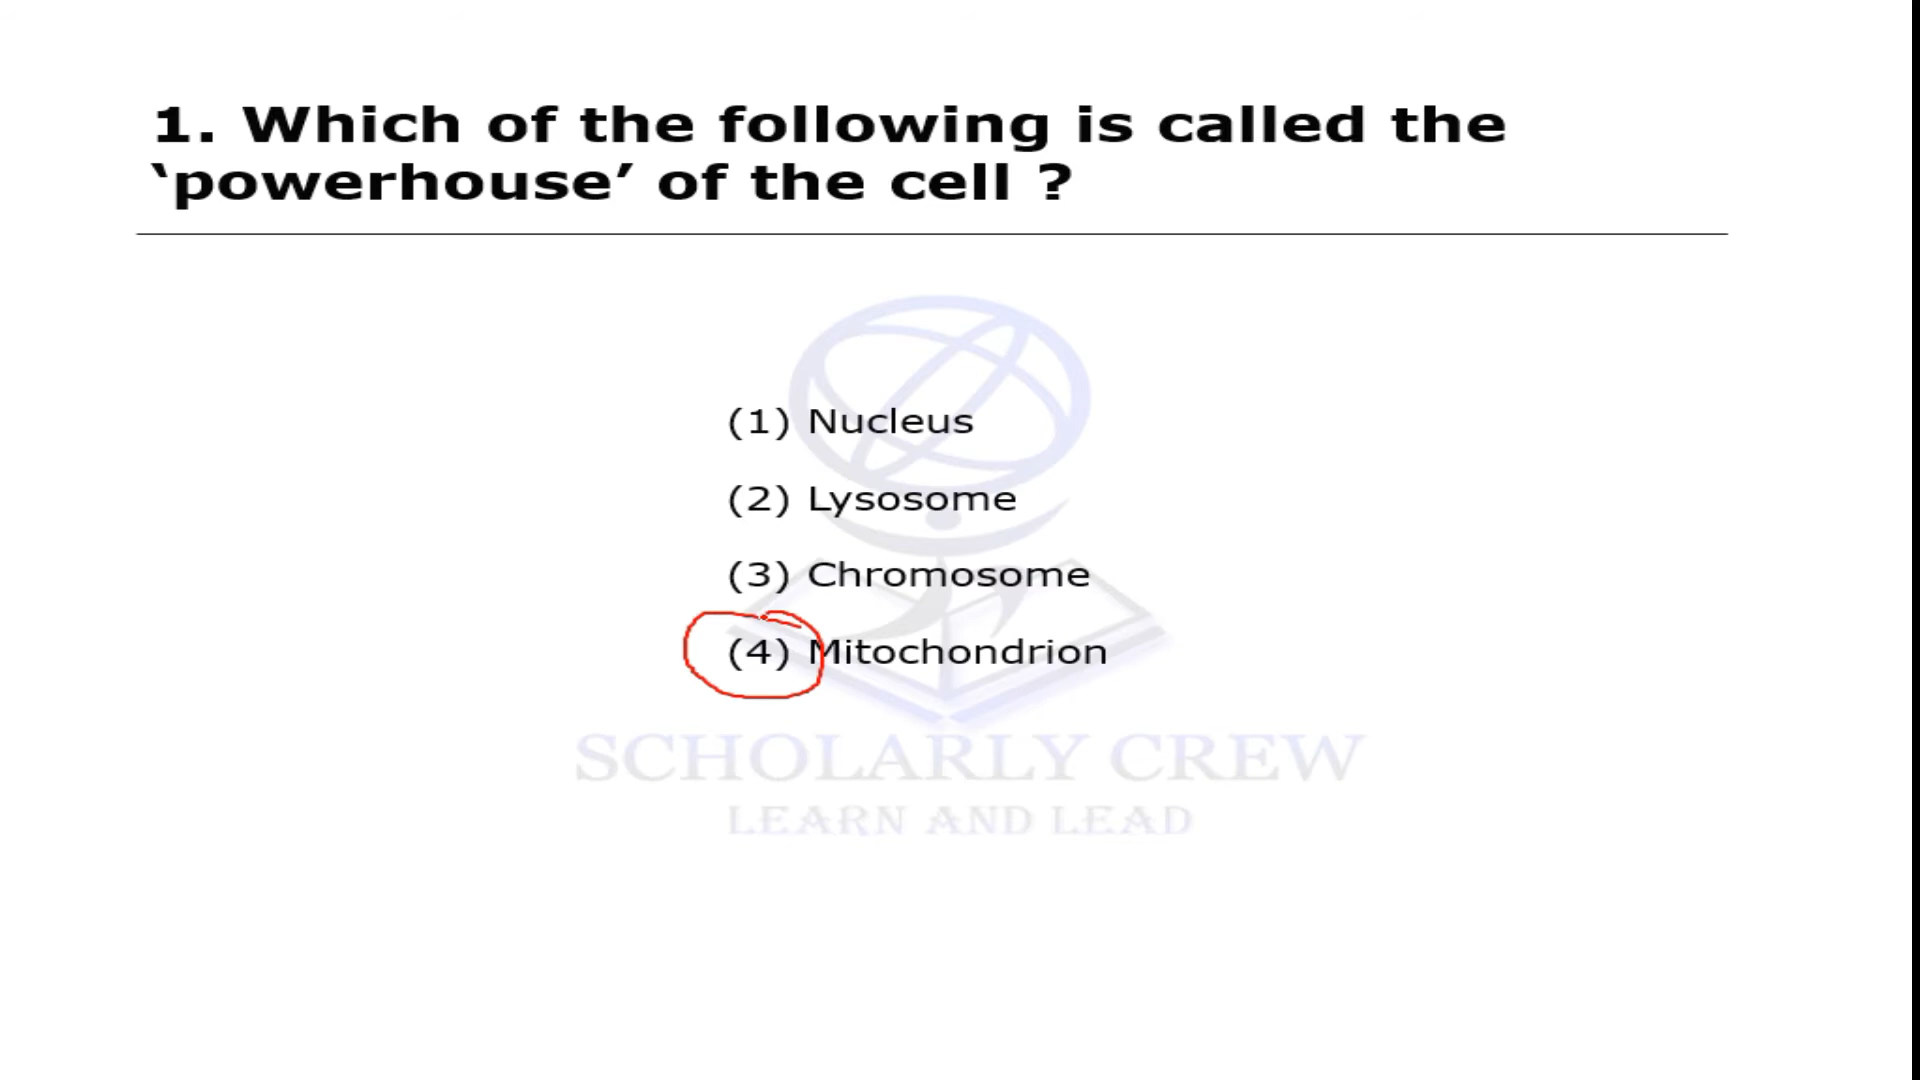 1. Which of the following is called the
‘powerhouse’ of the cell ?
(1) Nucleus
(2) Lysosome
(3) Chromosome
(4) Mitochondrion
SCHOLARLY CREW
LEARN AND LEAD